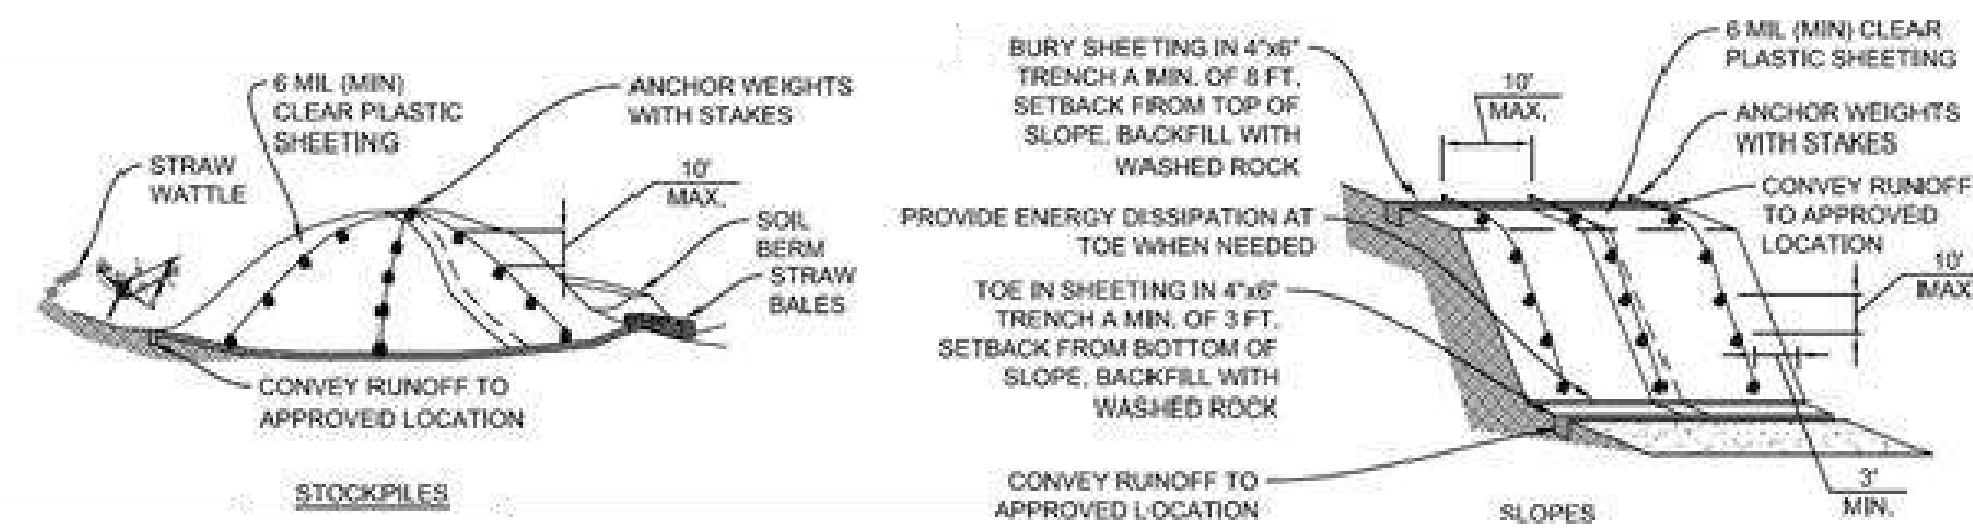 6 MIL (MIN)
CLEAR PLASTIC
SHEETING
ANCHOR WEIGHTS
WITH STAKES
STRAW
WATTLE
10'
MAX.
SOIL
BERM
STRAW
BALES
CONVEY RUNOFF TO
APPROVED LOCATION
STOCKPILES
BURY SHEETING IN 4"x6"
TRENCH A MIN. OF 8 FT.
SETBACK FROM TOP OF
SLOPE, BACKFILL WITH
WASHED ROCK
10'
MAX.
6 MIL (MIN) CLEAR
PLASTIC SHEETING
ANCHOR WEIGHTS
WITH STAKES
CONVEY RUNOFF
TO APPROVED
LOCATION
PROVIDE ENERGY DISSIPATION AT
TOE WHEN NEEDED
10'
MAX
TOE IN SHEETING IN 4"x6"
TRENCH A MIN. OF 3 FT.
SETBACK FROM BOTTOM OF
SLOPE, BACKFILL WITH
WASHED ROCK
CONVEY RUNOFF TO
APPROVED LOCATION
3'
MIN.
SLOPES